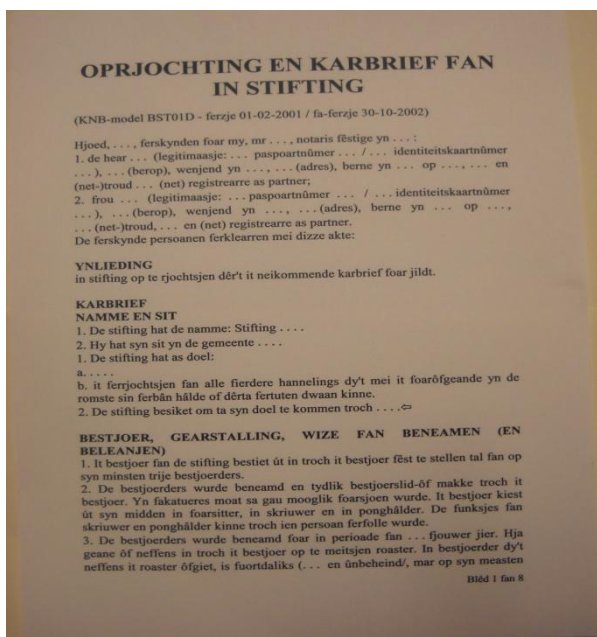 OPRJOCHTING EN KARBRIEF FAN
IN STIFTING
(KNB-model BST01D - ferzje 01-02-2001 / fa-ferzje 30-10-2002)
Hjoed, . . . , ferskynden foar my, mr . . . , notaris fêstige yn . . . :
1. de hear . . . (legitimaasje: . . . paspoartnûmer . . . / . . . identiteitskaartnûmer
. . . ), . . . (berop), wenjend yn . . . , . . . (adres), berne yn . . . op . . . , . . . en
(net-)troud . . . (net) registrearre as partner;
2. frou . . . (legitimaasje: . . . paspoartnûmer . . . / . . . identiteitskaartnûmer
. . . ), . . . (berop), wenjend yn . . . , . . . (adres), berne yn . . . op . . . ,
. . . (net-)troud, . . . en (net) registrearre as partner.
De ferskynde persoanen ferklearren mei dizze akte:
YNLIEDING
in stifting op te rjochtsjen dêr't it neikommende karbrief foar jildt.
KARBRIEF
NAMME EN SIT
1. De stifting hat de namme: Stifting . . . .
2. Hy hat syn sit yn de gemeente . . . .
1. De stifting hat as doel:
a. . . . .
b. it ferrjochtsjen fan alle fierdere hannelings dy't mei it foarôfgeande yn de
romste sin ferbân hâlde of dêrta fertuten dwaan kinne.
2. De stifting besiket om ta syn doel te kommen troch . . . .⇦
BESTJOER, GEARSTALLING, WIZE FAN BENEAMEN (EN
BELEANJEN)
1. It bestjoer fan de stifting bestiet út in troch it bestjoer fêst te stellen tal fan op
syn minsten trije bestjoerders.
2. De bestjoerders wurde beneamd en tydlik bestjoerslid-ôf makke troch it
bestjoer. Yn fakatueres moat sa gau mooglik foarsjoen wurde. It bestjoer kiest
út syn midden in foarsitter, in skriuwer en in ponghâlder. De funksjes fan
skriuwer en ponghâlder kinne troch ien persoan ferfolle wurde.
3. De bestjoerders wurde beneamd foar in perioade fan . . . fjouwer jier. Hja
geane ôf neffens in troch it bestjoer op te meitsjen roaster. In bestjoerder dy't
neffens it roaster ôfgiet, is fuortdaliks (. . . en ûnbeheind/, mar op syn measten
Blêd 1 fan 8